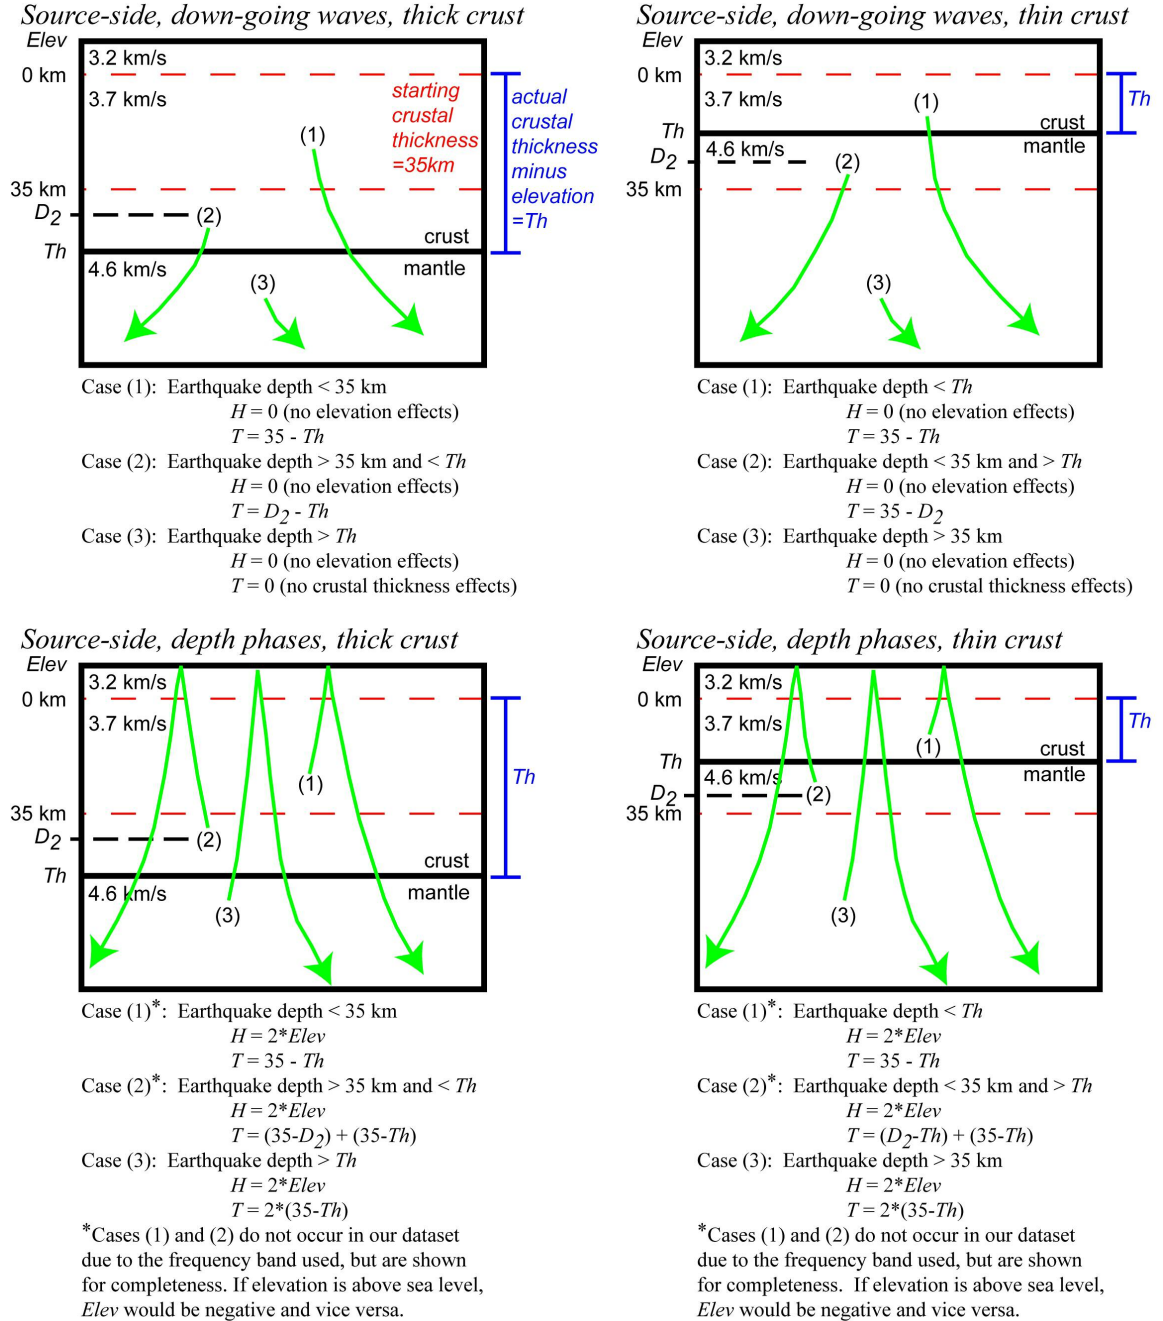 Source-side, down-going waves, thick crust
Elev
3.2 km/s
0 km
3.7 km/s
starting
crustal
thickness
=35km
actual
crustal
thickness
minus
elevation
=Th
(1)
35 km
D2
(2)
crust
Th
4.6 km/s
mantle
(3)
Case (1): Earthquake depth < 35 km
H = 0 (no elevation effects)
T = 35 - Th
Case (2): Earthquake depth > 35 km and < Th
H = 0 (no elevation effects)
T = D2 - Th
Case (3): Earthquake depth > Th
H = 0 (no elevation effects)
T = 0 (no crustal thickness effects)
Source-side, down-going waves, thin crust
Elev
3.2 km/s
0 km
3.7 km/s
(1)
Th
crust
Th
mantle
4.6 km/s
D2
(2)
35 km
(3)
Case (1): Earthquake depth < Th
H = 0 (no elevation effects)
T = 35 - Th
Case (2): Earthquake depth < 35 km and > Th
H = 0 (no elevation effects)
T = 35 - D2
Case (3): Earthquake depth > 35 km
H = 0 (no elevation effects)
T = 0 (no crustal thickness effects)
Source-side, depth phases, thick crust
Elev
3.2 km/s
0 km
3.7 km/s
Th
(1)
35 km
D2
(2)
crust
Th
4.6 km/s
mantle
(3)
Case (1)*: Earthquake depth < 35 km
H = 2*Elev
T = 35 - Th
Case (2)*: Earthquake depth > 35 km and < Th
H = 2*Elev
T = (35-D2) + (35-Th)
Case (3): Earthquake depth > Th
H = 2*Elev
T = 2*(35-Th)
*Cases (1) and (2) do not occur in our dataset
due to the frequency band used, but are shown
for completeness. If elevation is above sea level,
Elev would be negative and vice versa.
Source-side, depth phases, thin crust
Elev
3.2 km/s
0 km
3.7 km/s
Th
(1)
crust
Th
mantle
4.6 km/s
D2
(2)
35 km
(3)
Case (1)*: Earthquake depth < Th
H = 2*Elev
T = 35 - Th
Case (2)*: Earthquake depth < 35 km and > Th
H = 2*Elev
T = (D2-Th) + (35-Th)
Case (3): Earthquake depth > 35 km
H = 2*Elev
T = 2*(35-Th)
*Cases (1) and (2) do not occur in our dataset
due to the frequency band used, but are shown
for completeness. If elevation is above sea level,
Elev would be negative and vice versa.